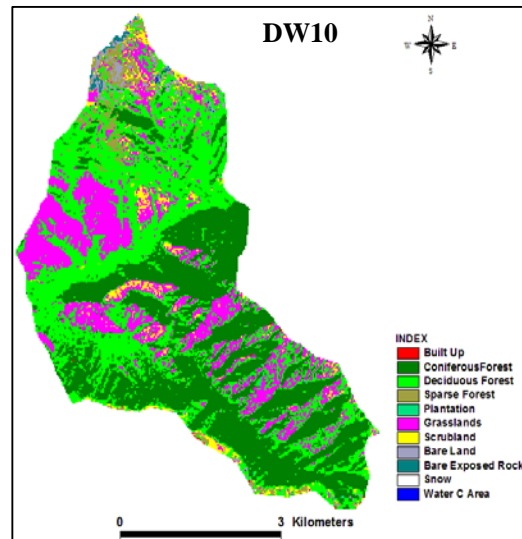 DW10
N
W E
S
INDEX
Built Up
ConiferousForest
Deciduous Forest
Sparse Forest
Plantation
Grasslands
Scrubland
Bare Land
Bare Exposed Rock
Snow
Water C Area
0 3 Kilometers